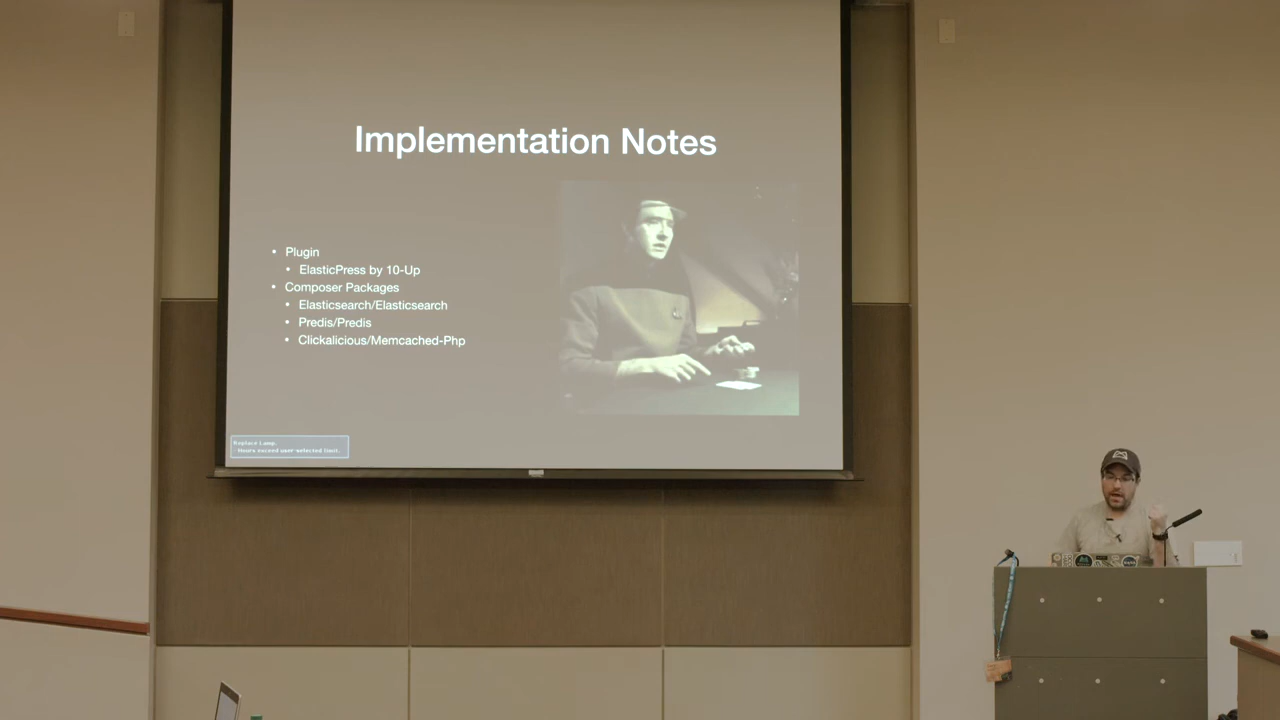 Implementation Notes
• Plugin
• ElasticPress by 10-Up
• Composer Packages
• Elasticsearch/Elasticsearch
• Predis/Predis
• Clickalicious/Memcached-Php
Replace Lamp.
- Hours exceed user-selected limit.